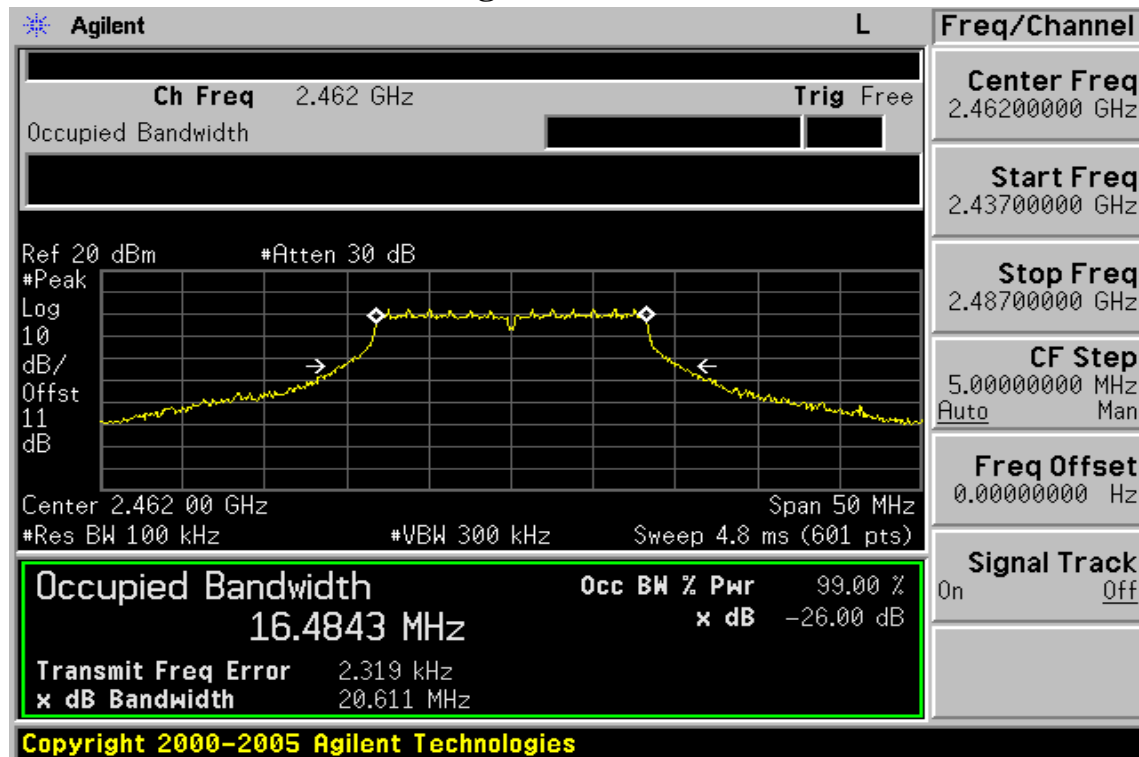 Agilent L
Freq/Channel
Ch Freq 2.462 GHz Trig Free
Occupied Bandwidth
Center Freq
2.46200000 GHz
Start Freq
2.43700000 GHz
Stop Freq
2.48700000 GHz
CF Step
5.00000000 MHz
Auto Man
Freq Offset
0.00000000 Hz
Signal Track
On Off
Ref 20 dBm #Atten 30 dB
#Peak
Log
10
dB/
Offst
11
dB
Center 2.462 00 GHz Span 50 MHz
#Res BW 100 kHz #VBW 300 kHz Sweep 4.8 ms (601 pts)
Occupied Bandwidth Occ BW % Pwr 99.00 %
16.4843 MHz x dB -26.00 dB
Transmit Freq Error 2.319 kHz
x dB Bandwidth 20.611 MHz
Copyright 2000-2005 Agilent Technologies